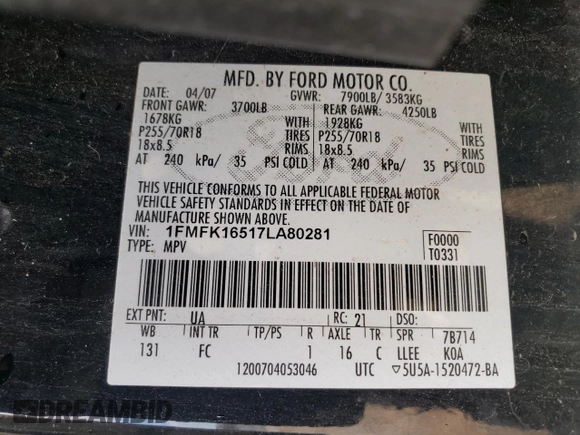 MFD. BY FORD MOTOR CO.
DATE: 04/07 GVWR: 7900LB/ 3583KG
FRONT GAWR: 3700LB REAR GAWR: 4250LB
1678KG WITH 1928KG WITH
P255/70R18 TIRES P255/70R18 TIRES
18x8.5 RIMS 18x8.5 RIMS
AT 240 kPa/ 35 PSI COLD AT 240 kPa/ 35 PSI COLD
THIS VEHICLE CONFORMS TO ALL APPLICABLE FEDERAL MOTOR
VEHICLE SAFETY STANDARDS IN EFFECT ON THE DATE OF
MANUFACTURE SHOWN ABOVE.
VIN: 1FMFK16517LA80281 F0000
TYPE: MPV T0331
EXT PNT: UA RC: 21 DSO:
WB INT TR TP/PS R AXLE TR SPR 7B714
131 FC 1 16 C LLEE KOA
1200704053046 UTC ▽5U5A-1520472-BA
DREAMBID